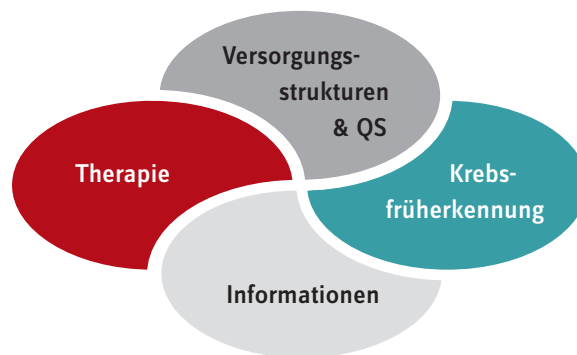 Versorgungs-
strukturen
& QS
Therapie
Krebs-
früherkennung
Informationen